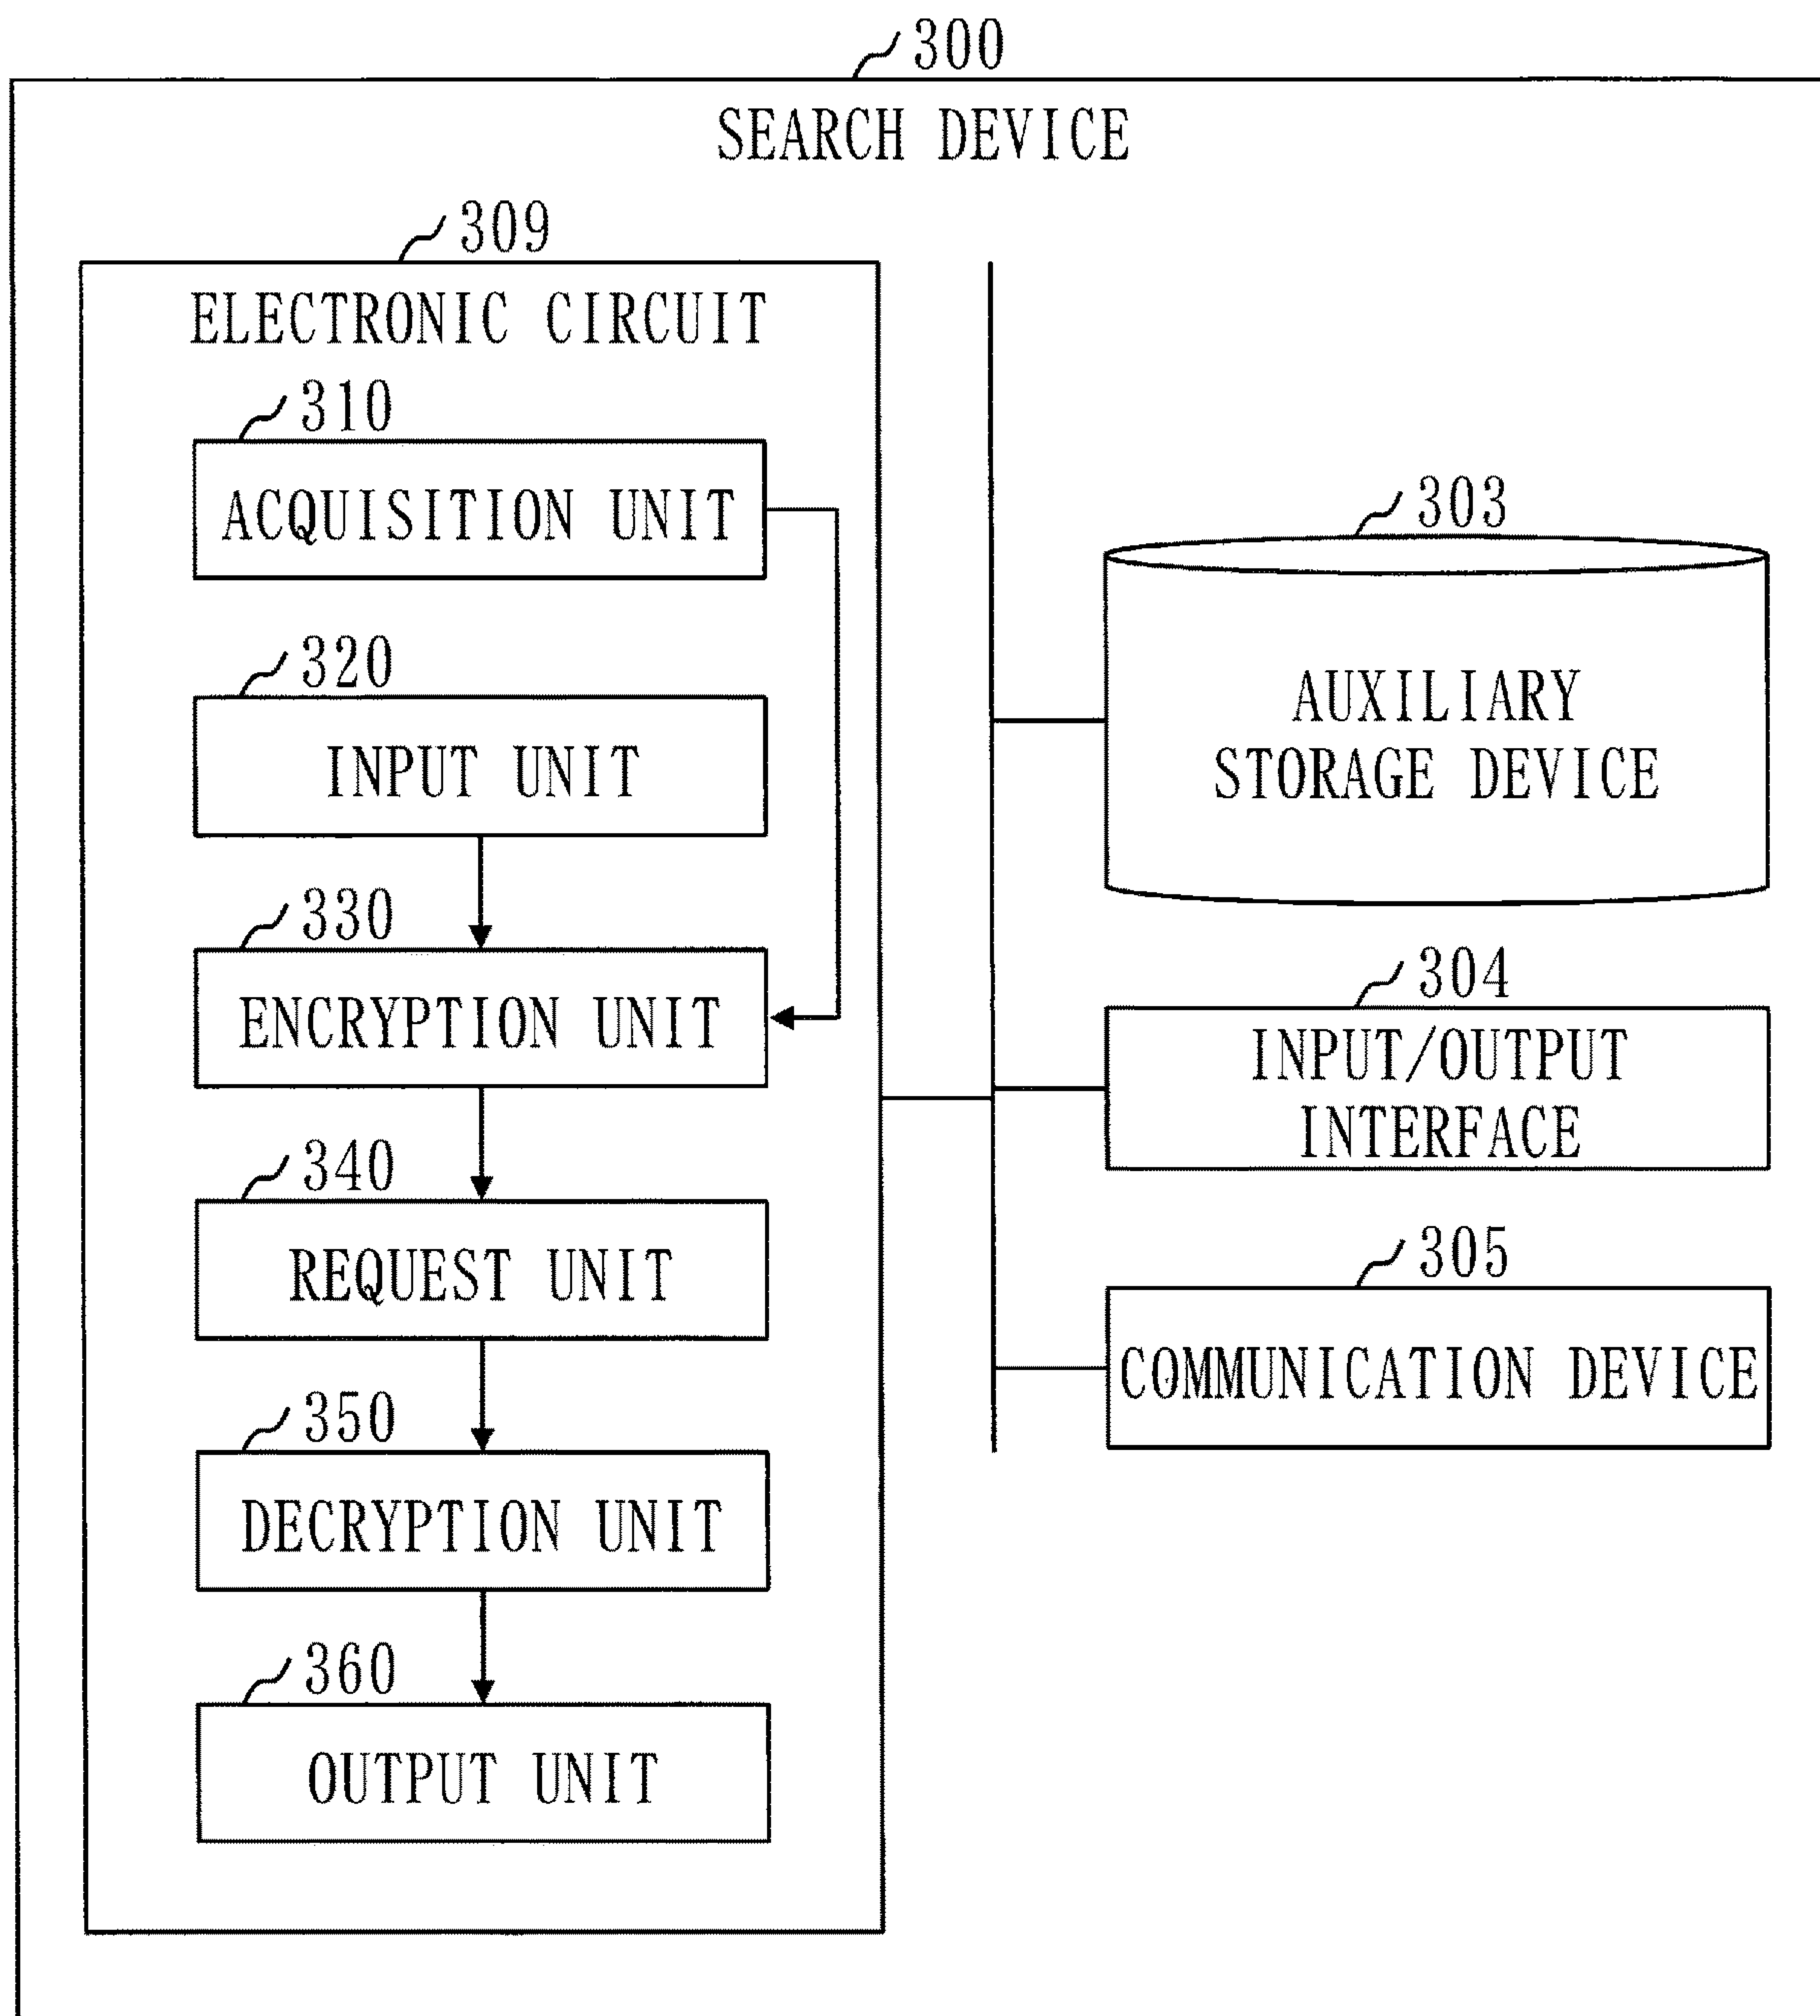 300
SEARCH DEVICE
309
ELECTRONIC CIRCUIT
310
ACQUISITION UNIT
320
INPUT UNIT
330
ENCRYPTION UNIT
340
REQUEST UNIT
350
DECRYPTION UNIT
360
OUTPUT UNIT
303
AUXILIARY
STORAGE DEVICE
304
INPUT/OUTPUT
INTERFACE
305
COMMUNICATION DEVICE